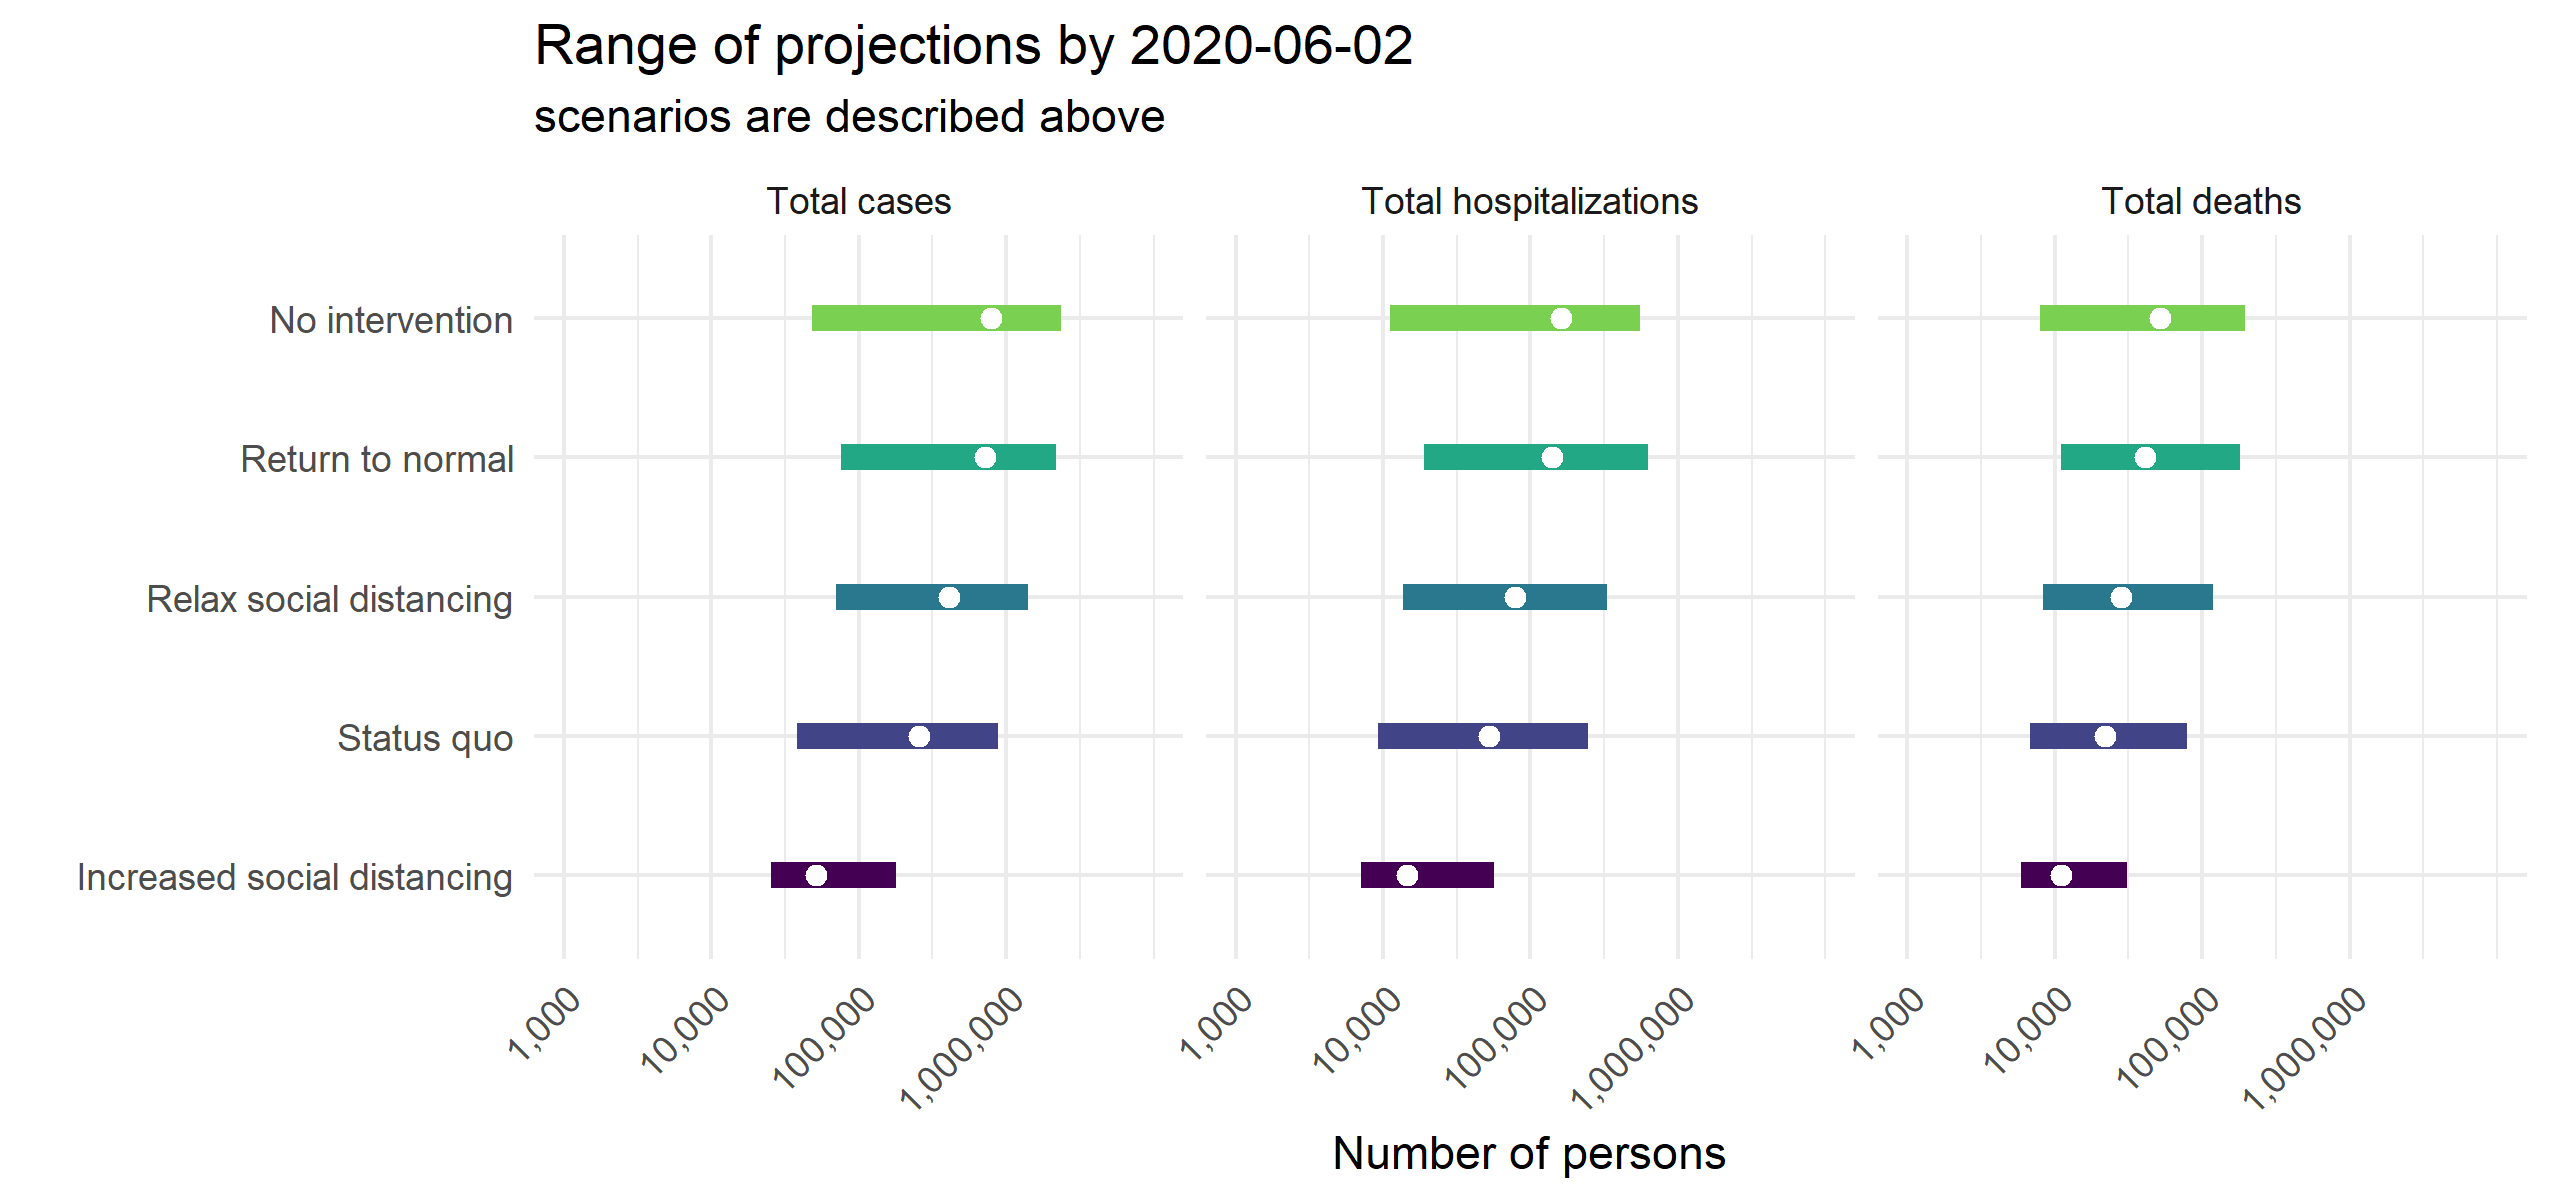 Range of projections by 2020-06-02
scenarios are described above
Total cases
Total hospitalizations
Total deaths
No intervention
Return to normal
Relax social distancing
Status quo
Increased social distancing
1,000
10,000
100,000
1,000,000
1,000
10,000
100,000
1,000,000
1,000
10,000
100,000
1,000,000
Number of persons